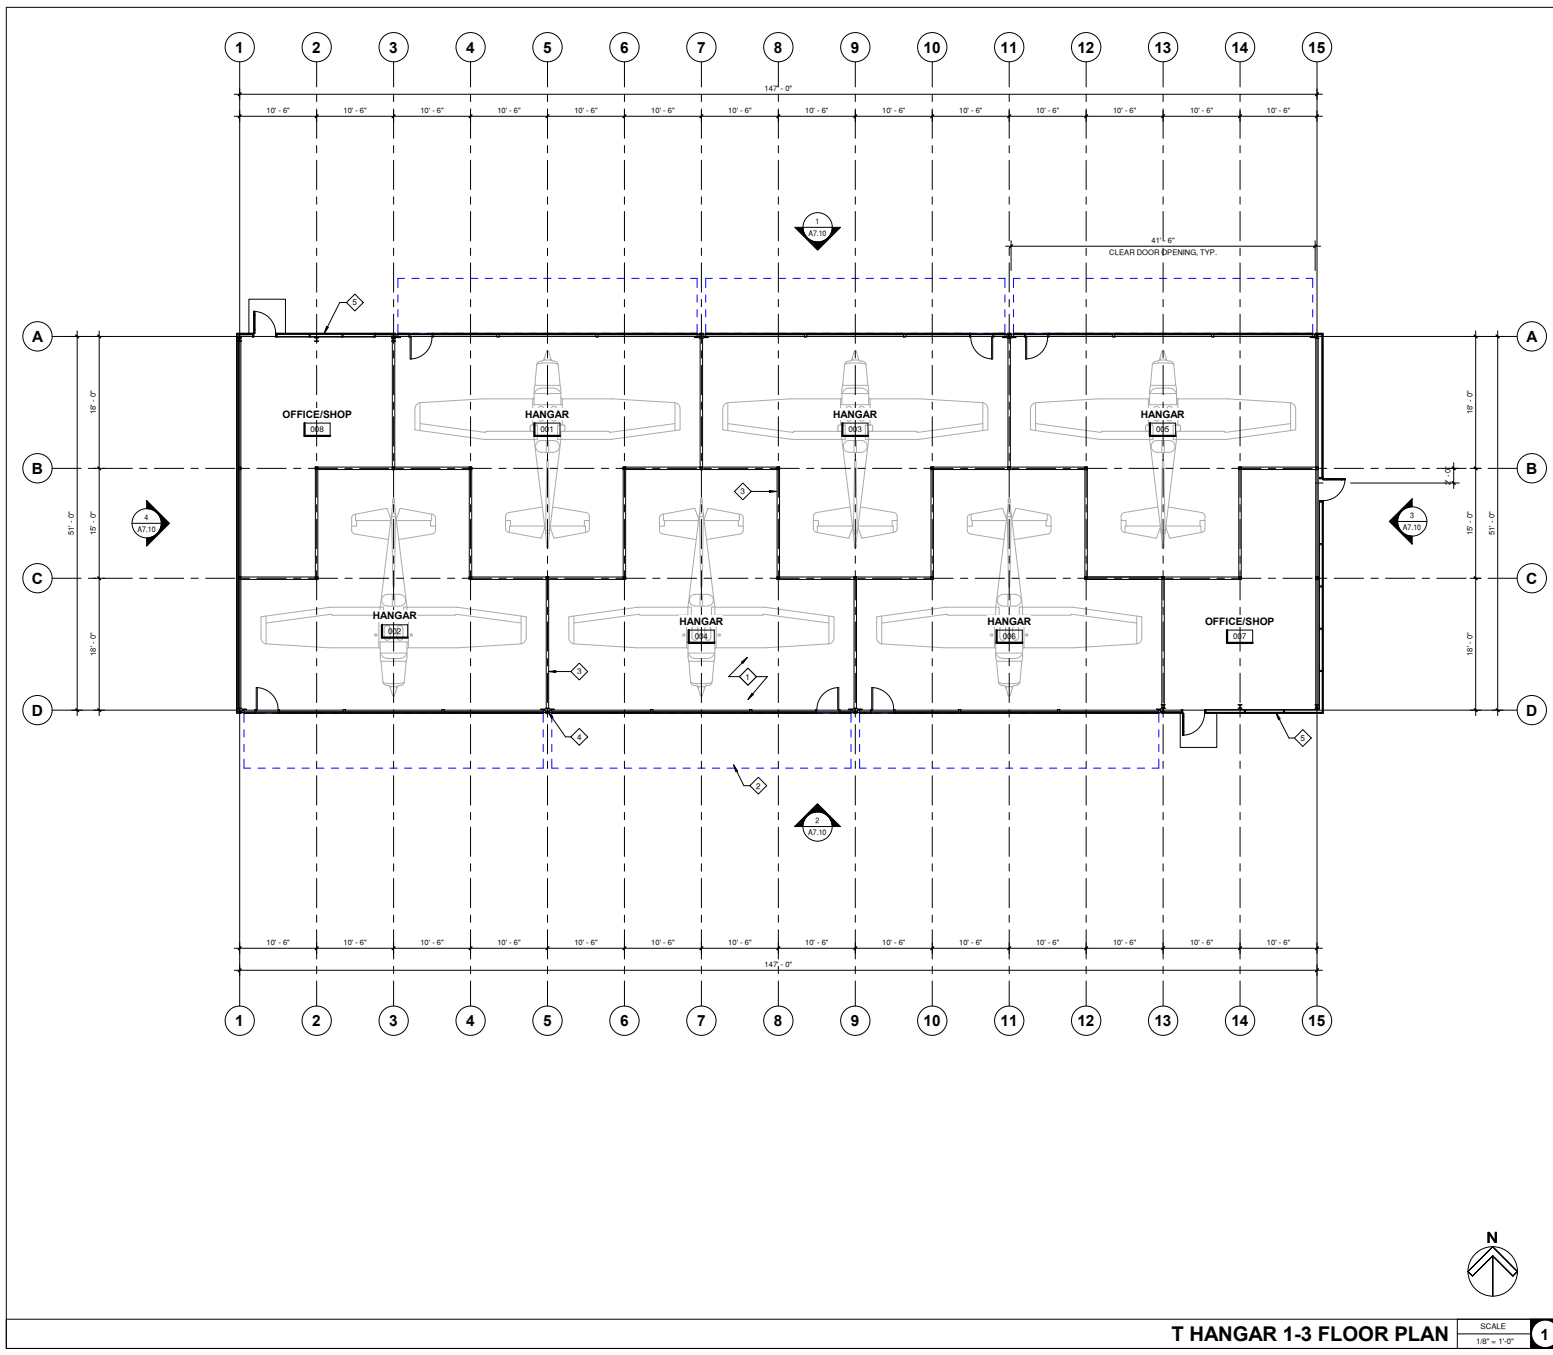 1 2 3 4 5 6 7 8 9 10 11 12 13 14 15
147' - 0"
10' - 6" 10' - 6" 10' - 6" 10' - 6" 10' - 6" 10' - 6" 10' - 6" 10' - 6" 10' - 6" 10' - 6" 10' - 6" 10' - 6" 10' - 6" 10' - 6"
1
A7.10
41' - 6"
CLEAR DOOR OPENING, TYP.
5
A A
18' - 0" 18' - 0"
OFFICE/SHOP HANGAR HANGAR HANGAR
008 001 003 005
B B
2' - 0"
3
51' - 0" 15' - 0" 15' - 0" 51' - 0"
4
A7.10
3
A7.10
C C
HANGAR HANGAR HANGAR OFFICE/SHOP
002 004 006 007
18' - 0" 18' - 0"
3
1
D D
4
5
2
2
A7.10
10' - 6" 10' - 6" 10' - 6" 10' - 6" 10' - 6" 10' - 6" 10' - 6" 10' - 6" 10' - 6" 10' - 6" 10' - 6" 10' - 6" 10' - 6" 10' - 6"
147' - 0"
1 2 3 4 5 6 7 8 9 10 11 12 13 14 15
N
T HANGAR 1-3 FLOOR PLAN
SCALE
1/8" = 1'-0"
1